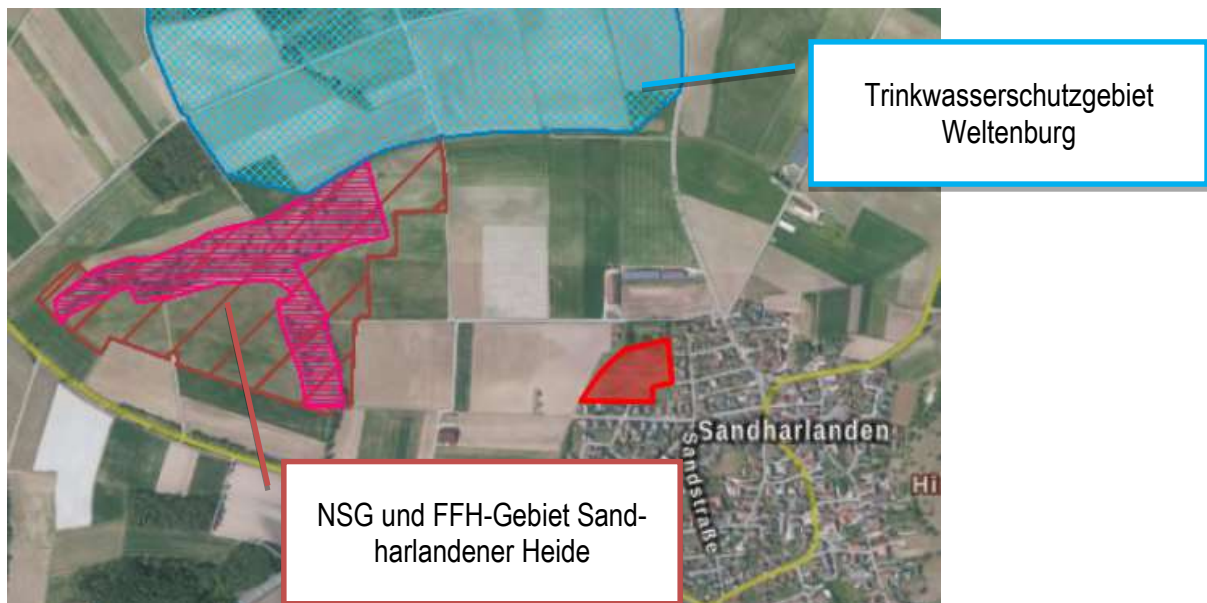 Trinkwasserschutzgebiet
Weltenburg
Sandharlanden
Sandstraße
Hi
NSG und FFH-Gebiet Sand-
harlandener Heide